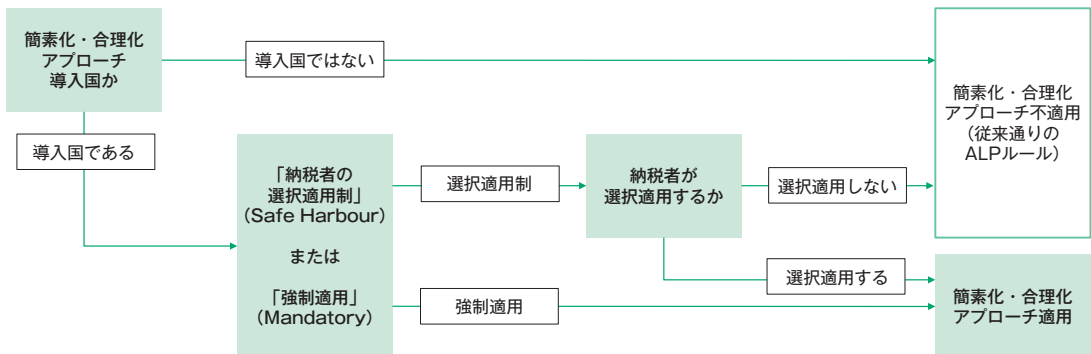 簡素化・合理化
アプローチ
導入国か
導入国ではない
導入国である
「納税者の
選択適用制」
（Safe Harbour）
または
「強制適用」
（Mandatory）
選択適用制
強制適用
納税者が
選択適用するか
選択適用しない
選択適用する
簡素化・合理化
アプローチ不適用
（従来通りの
ALPルール）
簡素化・合理化
アプローチ適用